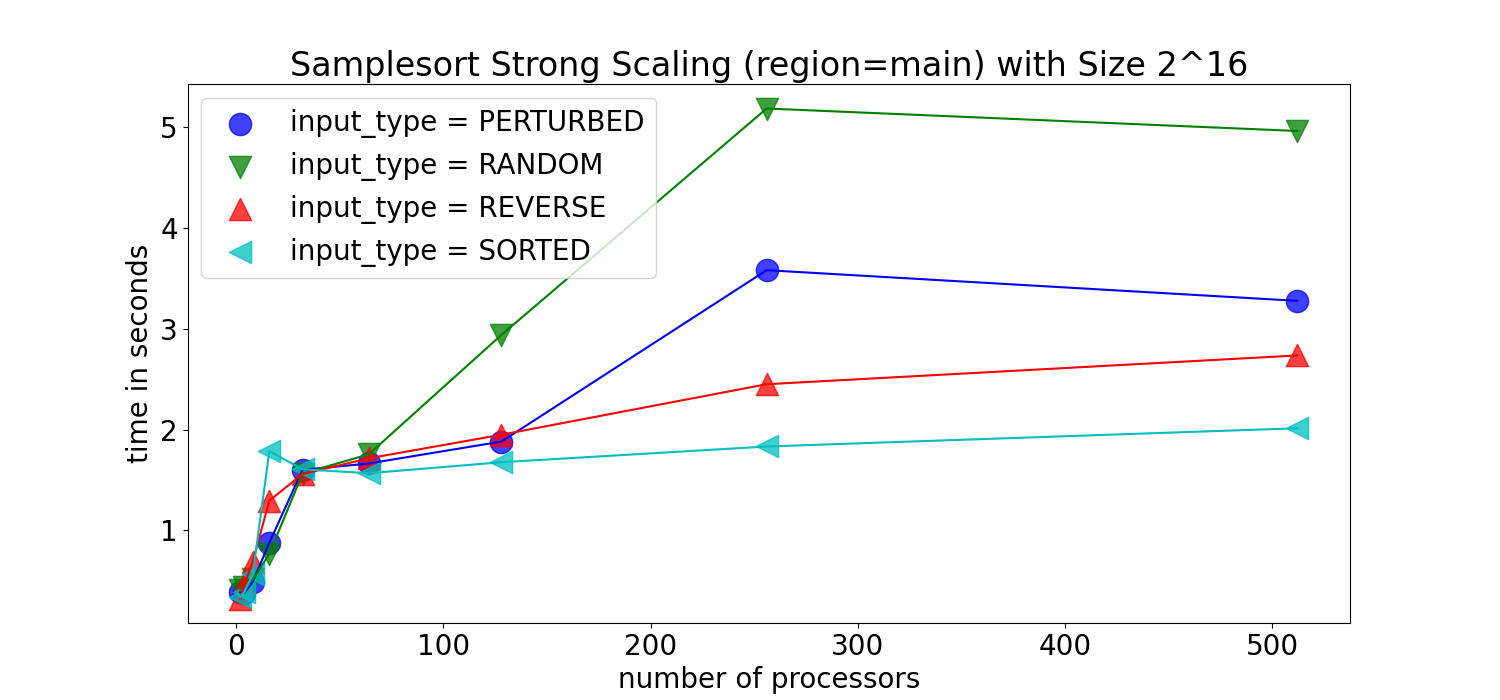 Samplesort Strong Scaling (region=main) with Size 2^16
input_type = PERTURBED
input_type = RANDOM
input_type = REVERSE
input_type = SORTED
time in seconds
5
4
3
2
1
0 100 200 300 400 500
number of processors